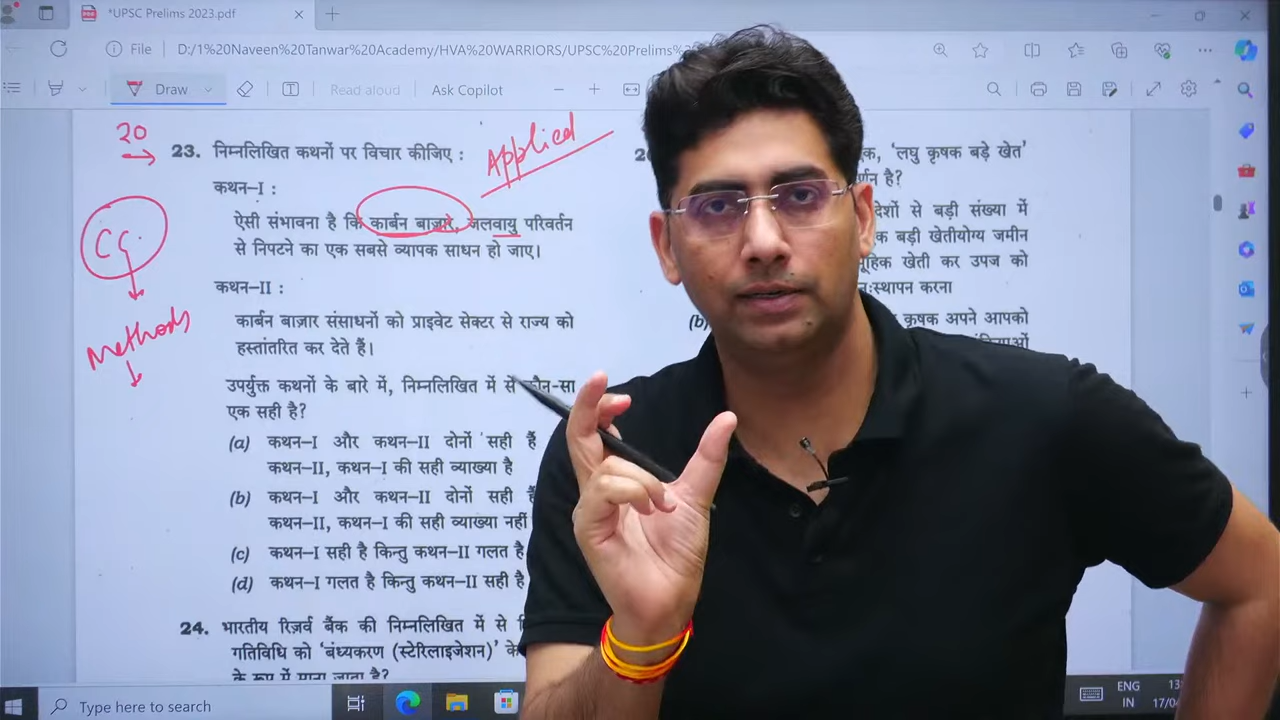 *UPSC Prelims 2023.pdf
File
D:/1%20Naveen%20Tanwar%20Academy/HVA%20WARRIORS/UPSC%20Prelims%
Draw
Read aloud
Ask Copilot
20
Applied
CC
Methods
23. निम्नलिखित कथनों पर विचार कीजिए :
कथन–I :
ऐसी संभावना है कि कार्बन बाज़ार, जलवायु परिवर्तन
से निपटने का एक सबसे व्यापक साधन हो जाए।
कथन–II :
कार्बन बाज़ार संसाधनों को प्राइवेट सेक्टर से राज्य को
हस्तांतरित कर देते हैं।
उपर्युक्त कथनों के बारे में, निम्नलिखित में से कौन-सा
एक सही है?
(a) कथन–I और कथन–II दोनों सही हैं
कथन–II, कथन–I की सही व्याख्या है
(b) कथन–I और कथन–II दोनों सही
कथन–II, कथन–I की सही व्याख्या नहीं
(c) कथन–I सही है किन्तु कथन–II गलत है
(d) कथन–I गलत है किन्तु कथन–II सही है
24. भारतीय रिज़र्व बैंक की निम्नलिखित में से
गतिविधि को 'बंध्यकरण (स्टेरिलाइजेशन)' के
के रूप में माना जाता है?
'लघु कृषक बड़े खेत'
है?
देशों से बड़ी संख्या में
बड़ी खेतीयोग्य जमीन
खेती कर उपज को
करना
(b)
कृषक अपने आपको
Type here to search
ENG
IN